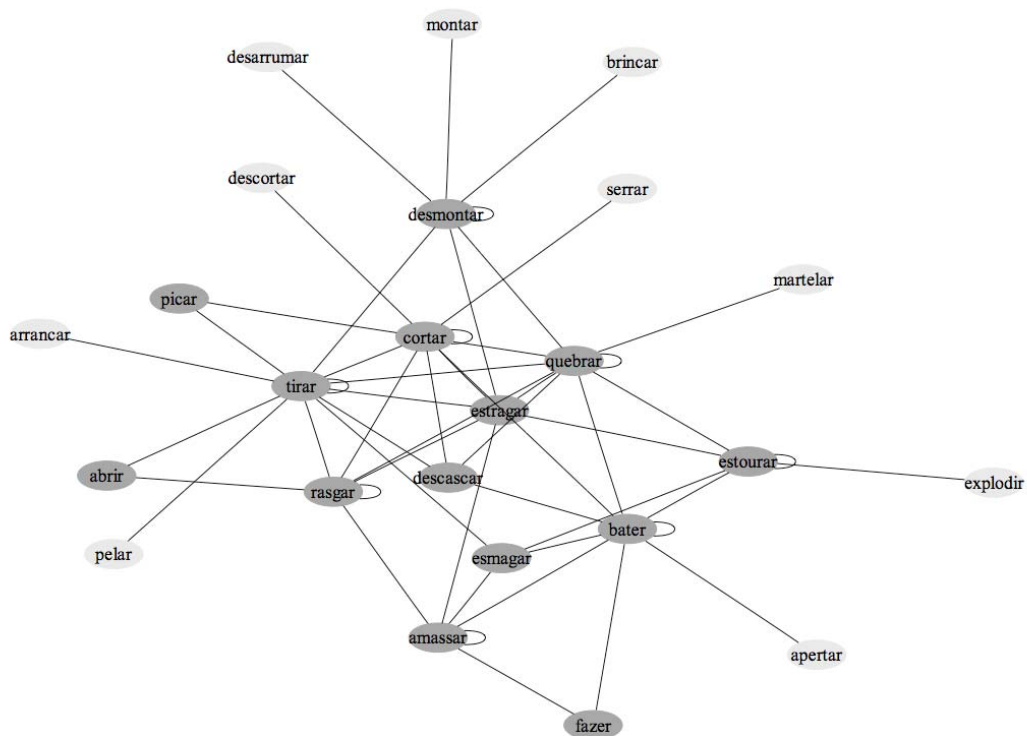 montar
desarrumar
brincar
descortar
serrar
desmontar
martelar
picar
arrancar
cortar
quebrar
tirar
estragar
estourar
abrir
descascar
explodir
rasgar
bater
pelar
esmagar
amassar
apertar
fazer